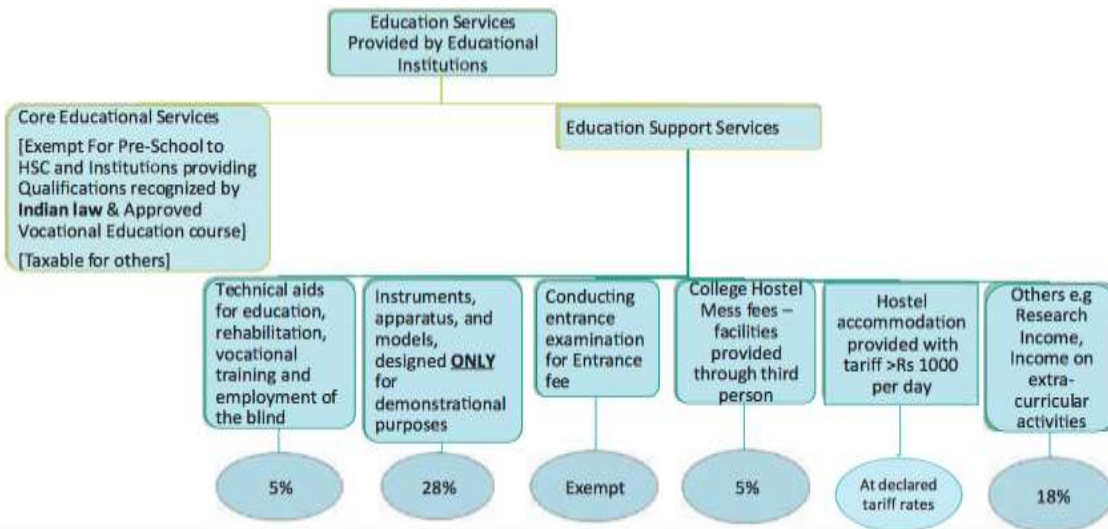 Education Services
Provided by Educational
Institutions
Core Educational Services
[Exempt For Pre-School to
HSC and Institutions providing
Qualifications recognized by
Indian law & Approved
Vocational Education course]
[Taxable for others]
Education Support Services
Technical aids
for education,
rehabilitation,
vocational
training and
employment of
the blind
Instruments,
apparatus, and
models,
designed ONLY
for
demonstrational
purposes
Conducting
entrance
examination
for Entrance
fee
College Hostel
Mess fees –
facilities
provided
through third
person
Hostel
accommodation
provided with
tariff >Rs 1000
per day
Others e.g
Research
Income,
Income on
extra-
curricular
activities
5%
28%
Exempt
5%
At declared
tariff rates
18%